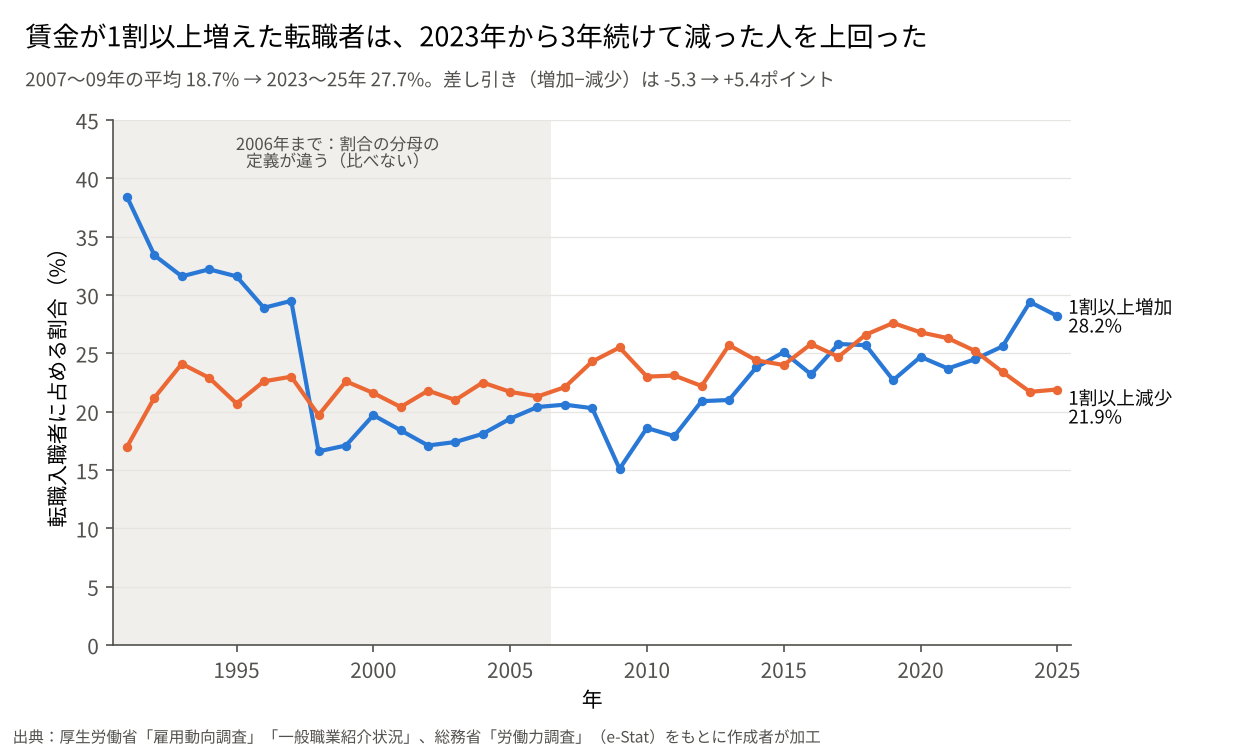 賃金が1割以上増えた転職者は、2023年から3年続けて減った人を上回った
2007〜09年の平均 18.7% → 2023〜25年 27.7%。差し引き（増加−減少）は -5.3 → +5.4ポイント
2006年まで：割合の分母の
定義が違う（比べない）
転職入職者に占める割合（%）
45
40
35
30
25
20
15
10
5
0
1割以上増加
28.2%
1割以上減少
21.9%
1995
2000
2005
2010
2015
2020
2025
年
出典：厚生労働省「雇用動向調査」「一般職業紹介状況」、総務省「労働力調査」（e-Stat）をもとに作成者が加工